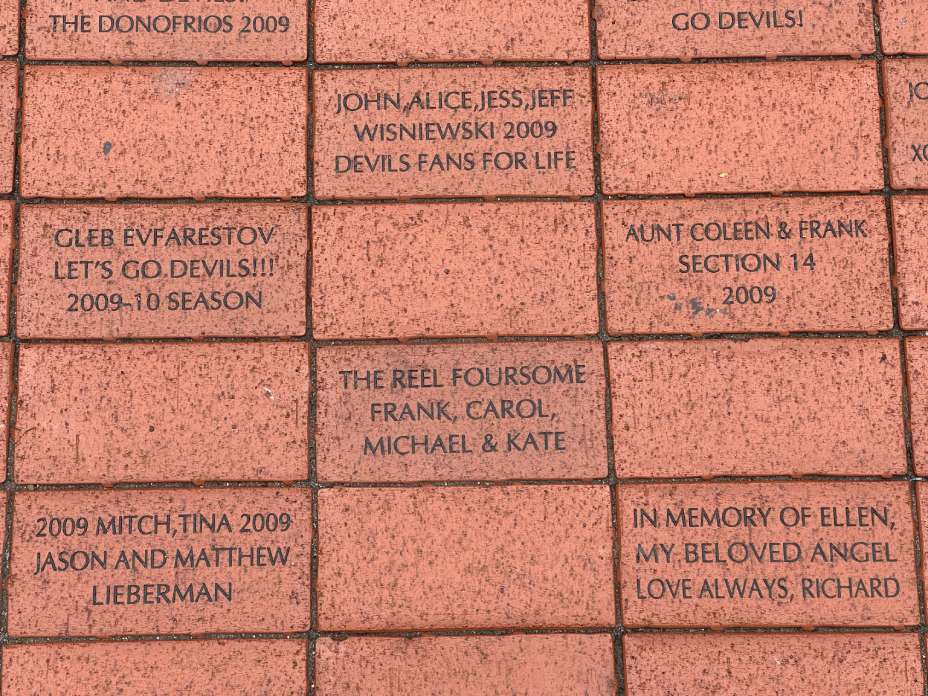 THE DONOFRIOS 2009
GO DEVILS!
JOHN,ALICE,JESS,JEFF
WISNIEWSKI 2009
DEVILS FANS FOR LIFE
GLEB EVFARESTOV
LET'S GO DEVILS!!!
2009-10 SEASON
AUNT COLEEN & FRANK
SECTION 14
2009
THE REEL FOURSOME
FRANK, CAROL,
MICHAEL & KATE
2009 MITCH,TINA 2009
JASON AND MATTHEW
LIEBERMAN
IN MEMORY OF ELLEN,
MY BELOVED ANGEL
LOVE ALWAYS, RICHARD